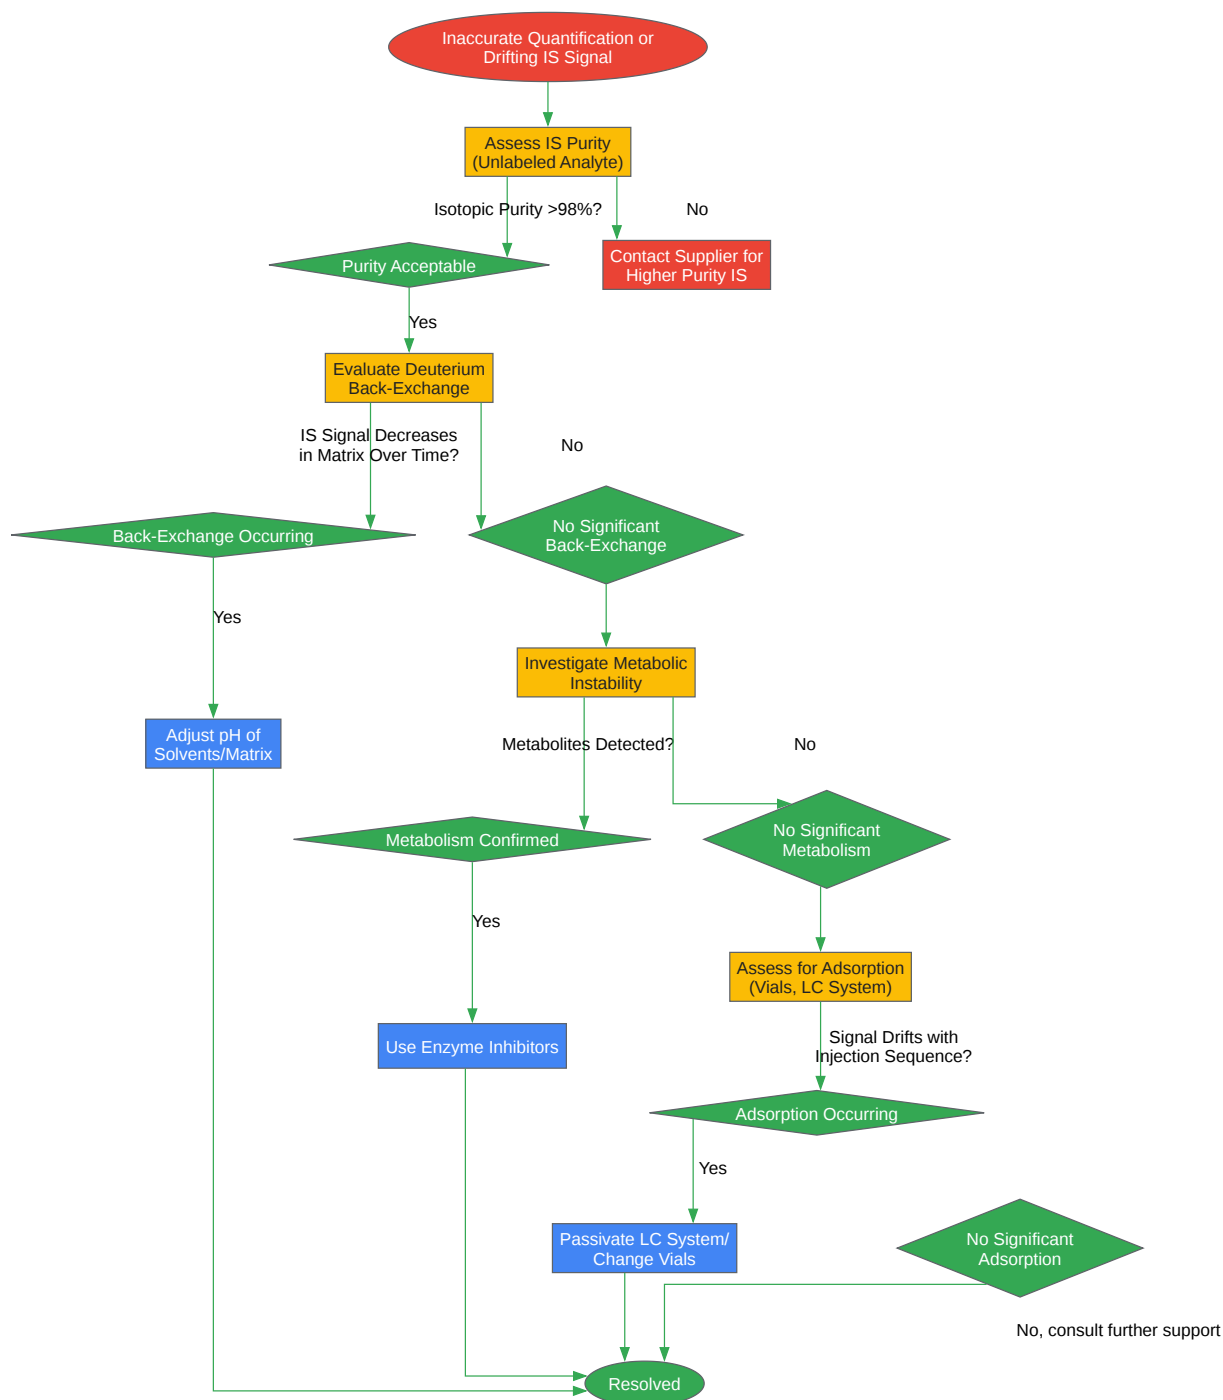 Inaccurate Quantification or
Drifting IS Signal
Assess IS Purity
(Unlabeled Analyte)
Isotopic Purity >98%?
No
Purity Acceptable
Contact Supplier for
Higher Purity IS
Yes
Evaluate Deuterium
Back-Exchange
IS Signal Decreases
in Matrix Over Time?
No
Back-Exchange Occurring
No Significant
Back-Exchange
Yes
Investigate Metabolic
Instability
Adjust pH of
Solvents/Matrix
Metabolites Detected?
No
Metabolism Confirmed
No Significant
Metabolism
Yes
Assess for Adsorption
(Vials, LC System)
Use Enzyme Inhibitors
Signal Drifts with
Injection Sequence?
Adsorption Occurring
Yes
Passivate LC System/
Change Vials
No Significant
Adsorption
No, consult further support
Resolved